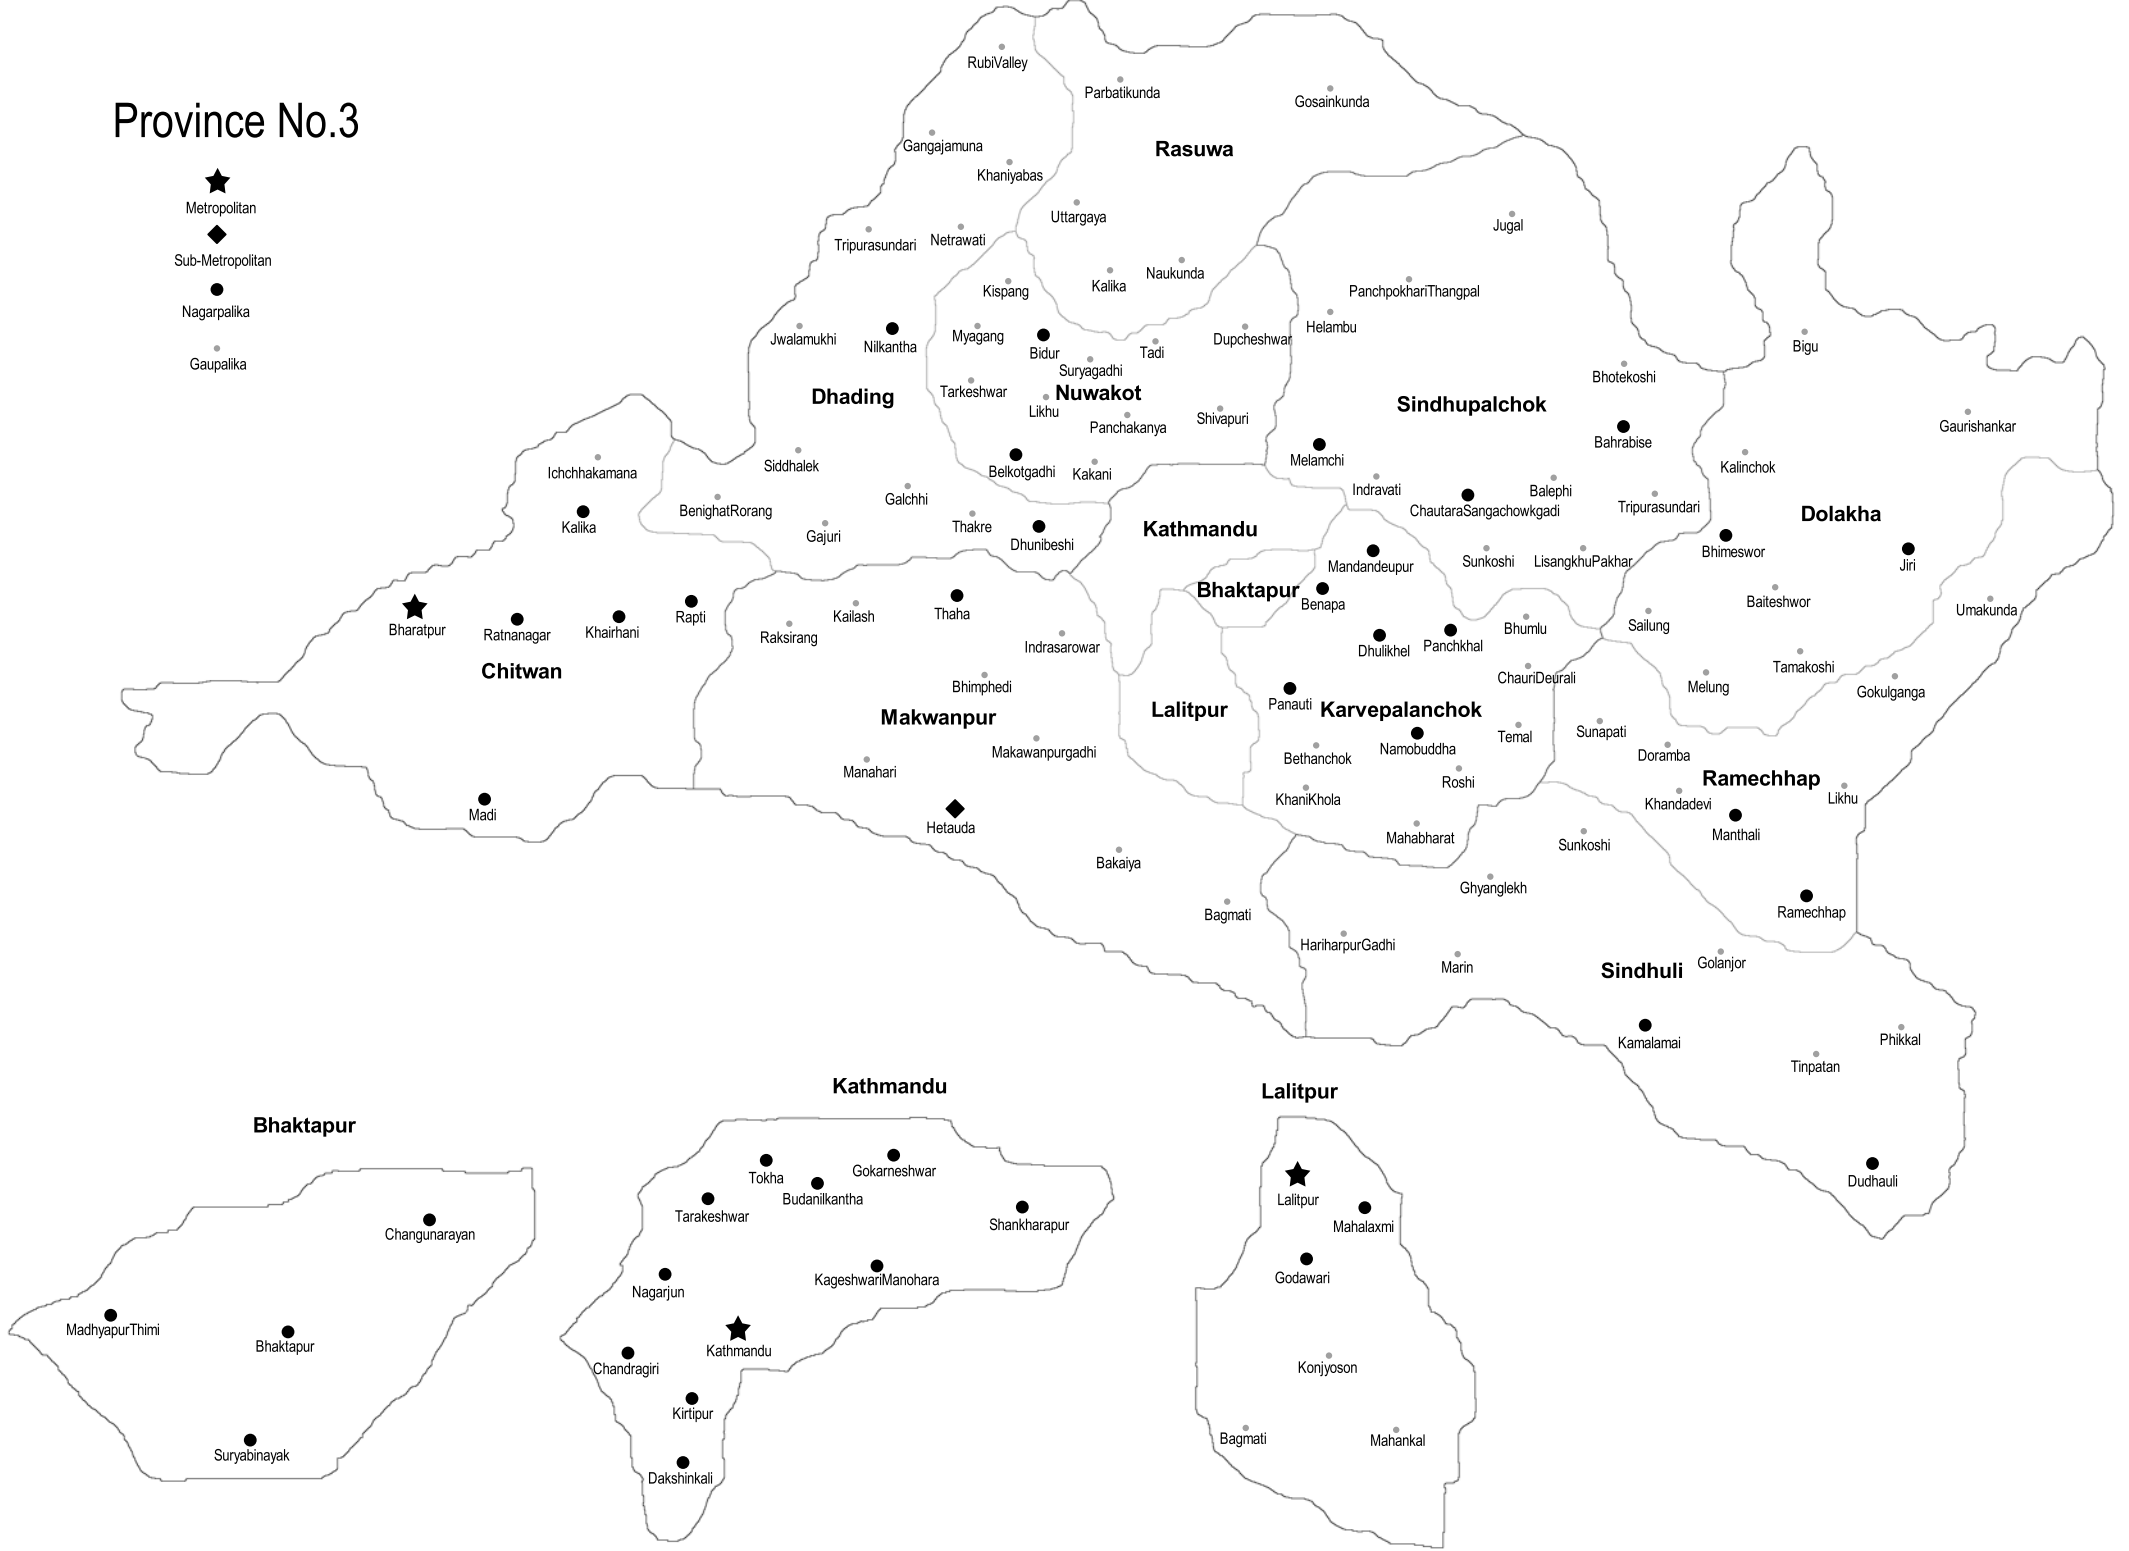 Province No.3
Metropolitan
Sub-Metropolitan
Nagarpalika
Gaupalika
RubiValley
Gangajamuna
Khaniyabas
Tripurasundari
Netrawati
Jwalamukhi
Nilkantha
Dhading
Siddhalek
BenighatRorang
Galchhi
Gajuri
Thakre
Dhunibeshi
Parbatikunda
Gosainkunda
Rasuwa
Uttargaya
Kalika
Naukunda
Kispang
Myagang
Bidur
Suryagadhi
Tadi
Dupcheshwar
Tarkeshwar
Nuwakot
Likhu
Panchakanya
Shivapuri
Belkotgadhi
Kakani
Jugal
PanchpokhariThangpal
Helambu
Bhotekoshi
Sindhupalchok
Bahrabise
Melamchi
Indravati
ChautaraSangachowkgadi
Balephi
Tripurasundari
Sunkoshi
LisangkhuPakhar
Bigu
Gaurishankar
Kalinchok
Dolakha
Bhimeswor
Jiri
Baiteshwor
Sailung
Tamakoshi
Melung
Ichchhakamana
Kalika
Bharatpur
Ratnanagar
Khairhani
Rapti
Chitwan
Madi
Kailash
Thaha
Raksirang
Indrasarowar
Bhimphedi
Makwanpur
Makawanpurgadhi
Manahari
Hetauda
Bakaiya
Bagmati
Kathmandu
Bhaktapur
Lalitpur
Mandandeupur
Benapa
Dhulikhel
Panchkhal
Bhumlu
ChauriDeurali
Panauti
Karvepalanchok
Namobuddha
Temal
Bethanchok
Roshi
KhaniKhola
Mahabharat
Umakunda
Gokulganga
Sunapati
Doramba
Ramechhap
Khandadevi
Likhu
Manthali
Ramechhap
Sunkoshi
Ghyanglekh
HariharpurGadhi
Marin
Sindhuli
Golanjor
Kamalamai
Phikkal
Tinpatan
Dudhauli
Bhaktapur
Changunarayan
MadhyapurThimi
Bhaktapur
Suryabinayak
Kathmandu
Tokha
Gokarneshwar
Budanilkantha
Tarakeshwar
Shankharapur
Nagarjun
KageshwariManohara
Kathmandu
Chandragiri
Kirtipur
Dakshinkali
Lalitpur
Lalitpur
Mahalaxmi
Godawari
Konjyoson
Bagmati
Mahankal